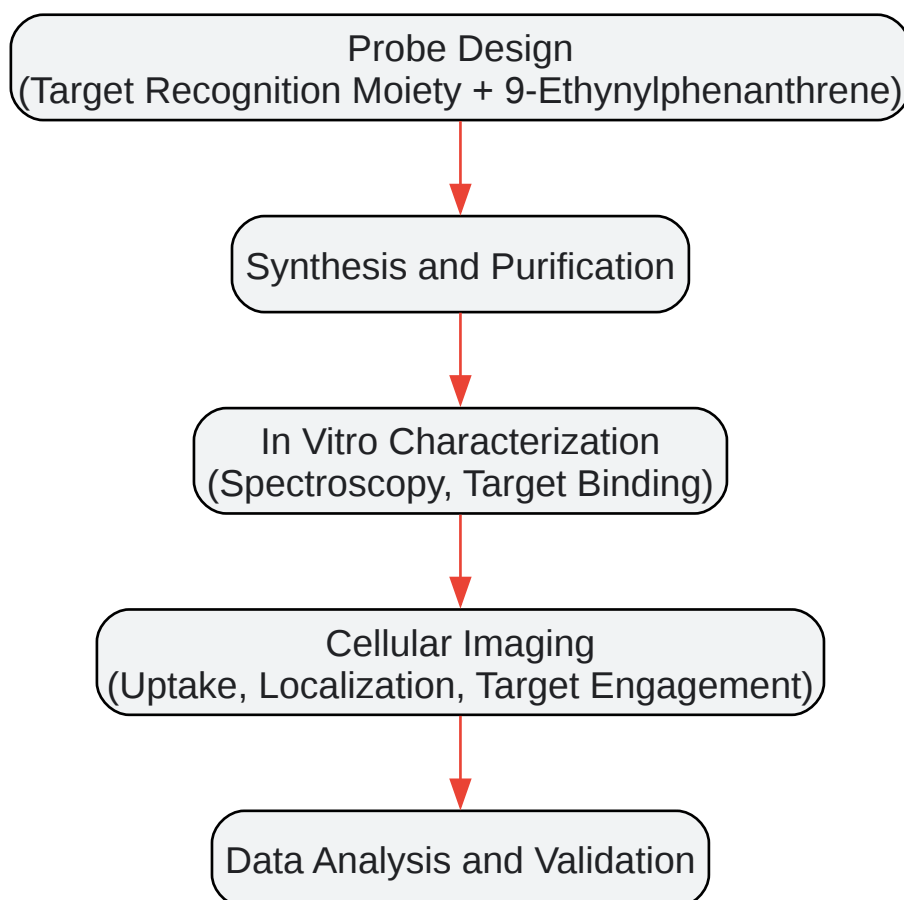 Probe Design
(Target Recognition Moiety + 9-Ethynylphenanthrene)
Synthesis and Purification
In Vitro Characterization
(Spectroscopy, Target Binding)
Cellular Imaging
(Uptake, Localization, Target Engagement)
Data Analysis and Validation